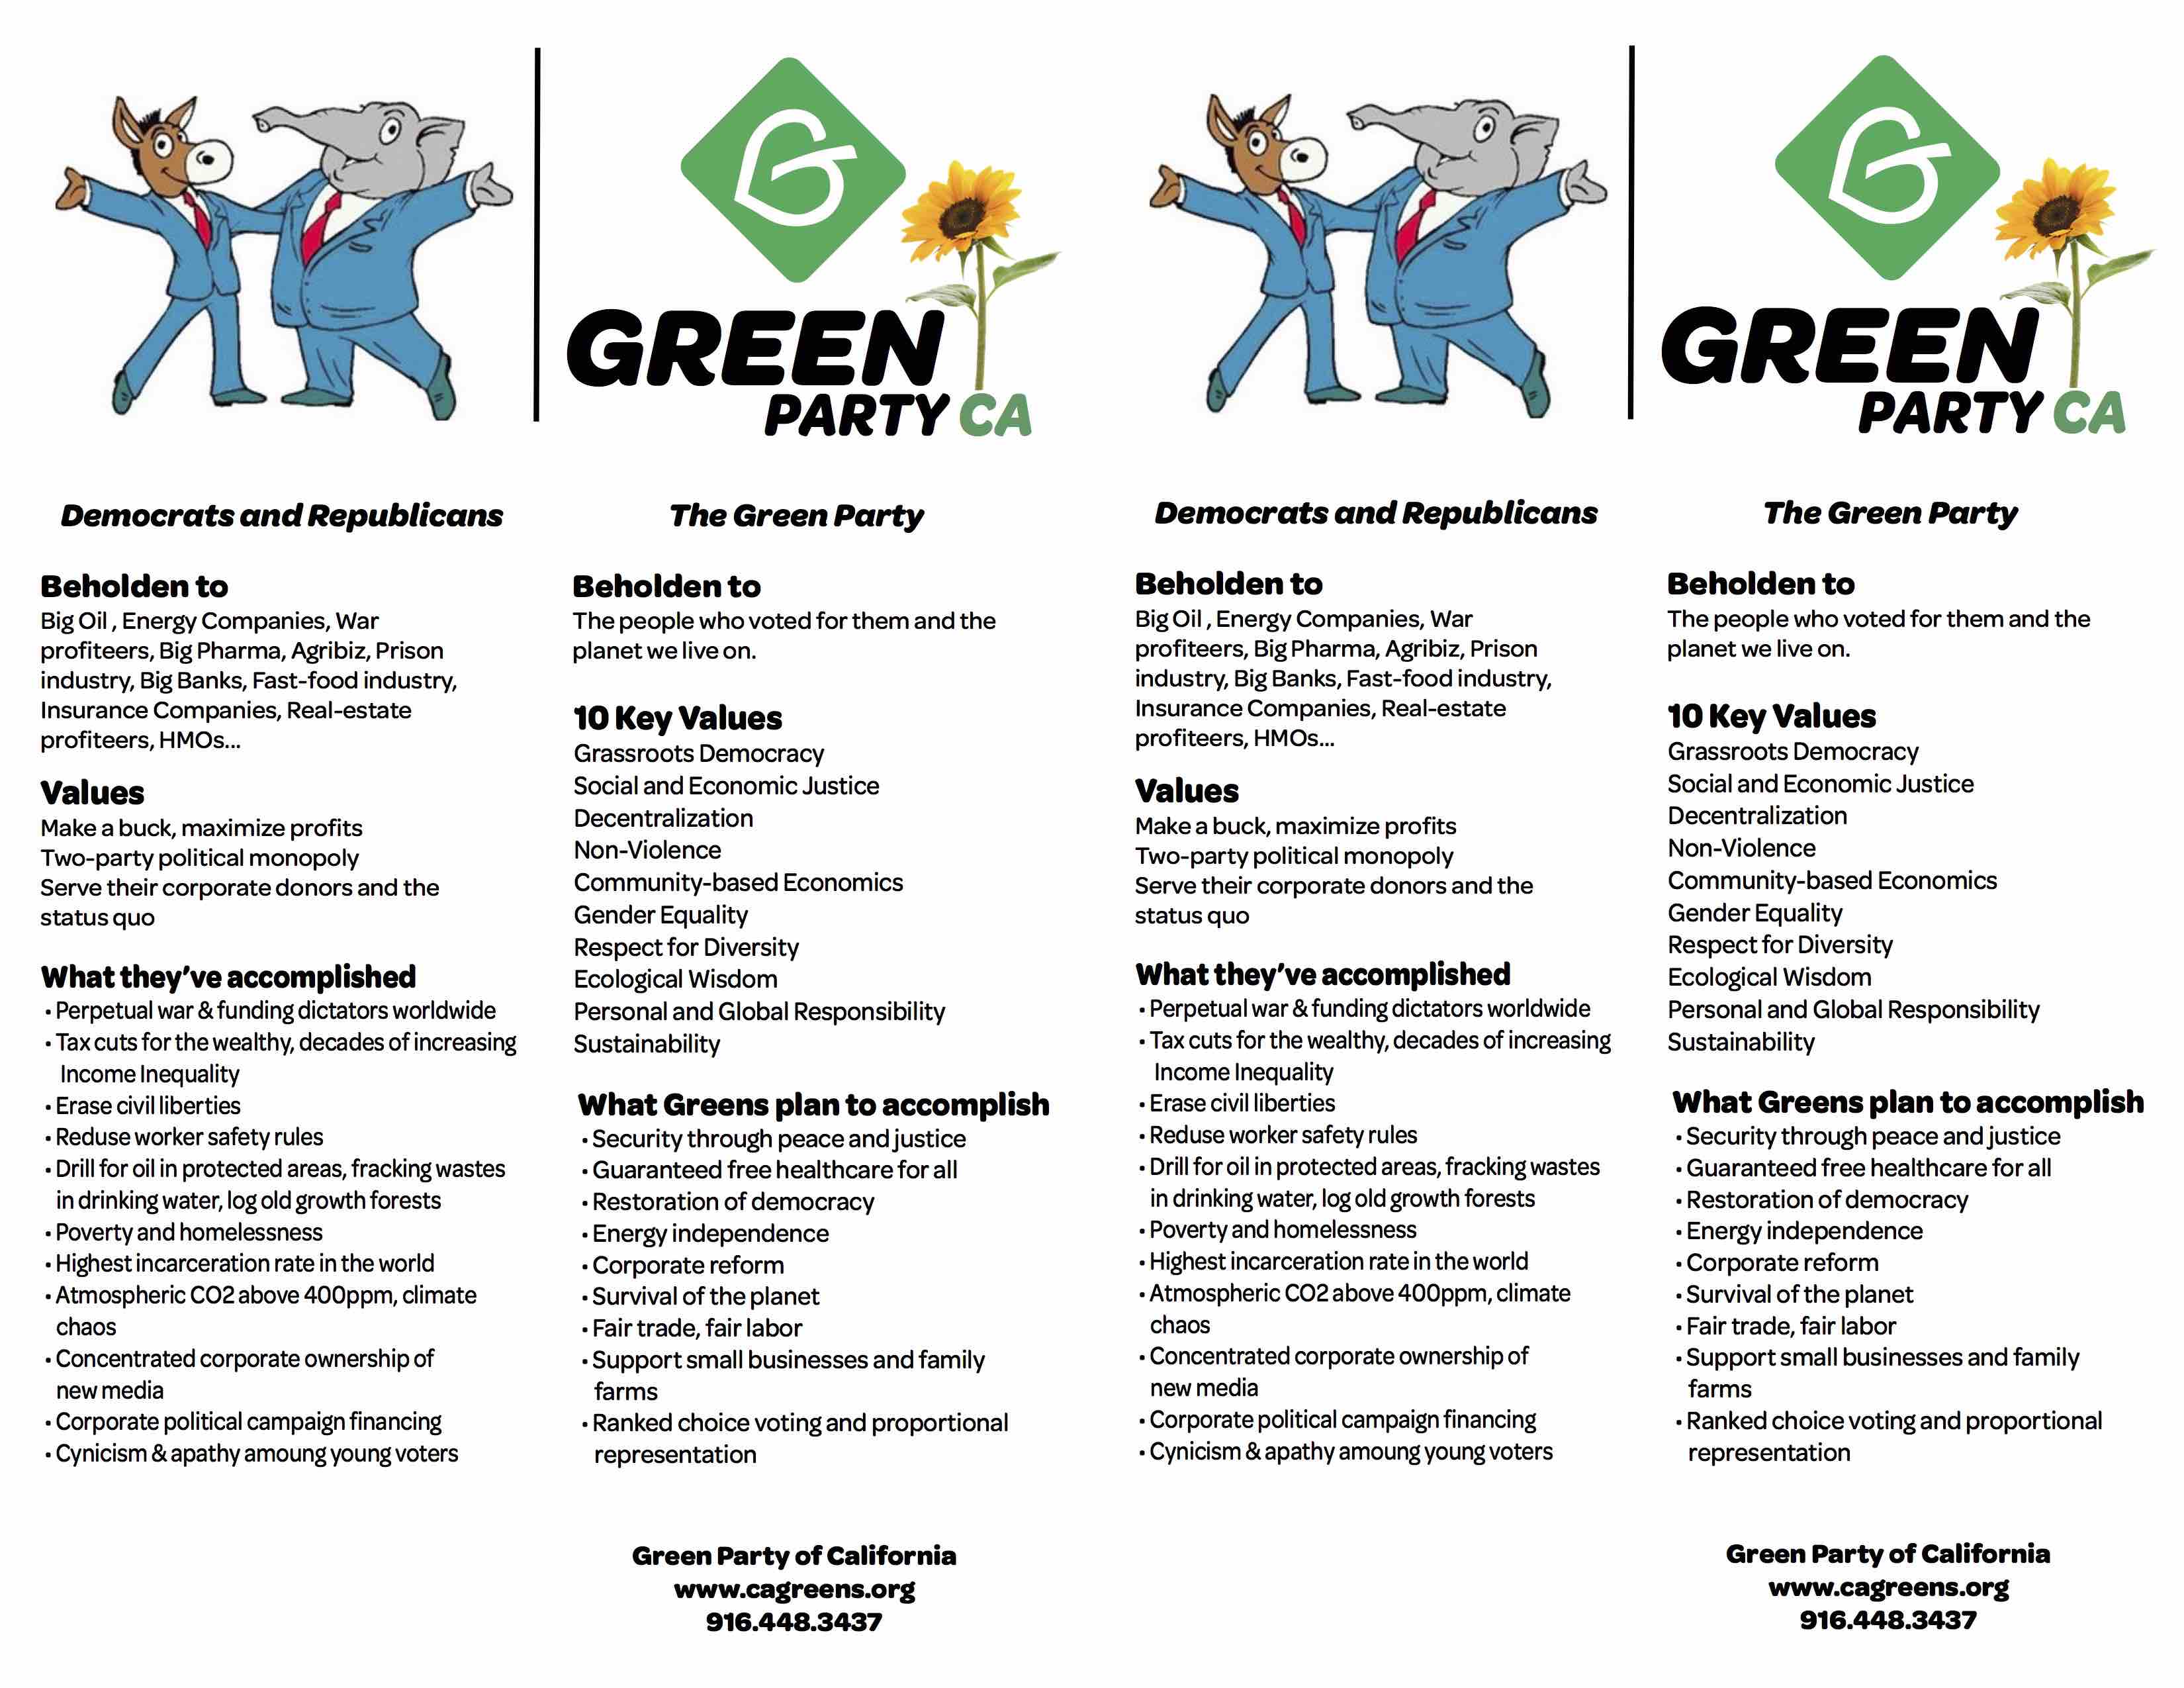 GREEN
PARTY CA
Democrats and Republicans
Beholden to
Big Oil , Energy Companies, War
profiteers, Big Pharma, Agribiz, Prison
industry, Big Banks, Fast-food industry,
Insurance Companies, Real-estate
profiteers, HMOs...
Values
Make a buck, maximize profits
Two-party political monopoly
Serve their corporate donors and the
status quo
What they've accomplished
• Perpetual war & funding dictators worldwide
• Tax cuts for the wealthy, decades of increasing
Income Inequality
• Erase civil liberties
• Reduse worker safety rules
• Drill for oil in protected areas, fracking wastes
in drinking water, log old growth forests
• Poverty and homelessness
• Highest incarceration rate in the world
• Atmospheric CO2 above 400ppm, climate
chaos
• Concentrated corporate ownership of
new media
• Corporate political campaign financing
• Cynicism & apathy amoung young voters
The Green Party
Beholden to
The people who voted for them and the
planet we live on.
10 Key Values
Grassroots Democracy
Social and Economic Justice
Decentralization
Non-Violence
Community-based Economics
Gender Equality
Respect for Diversity
Ecological Wisdom
Personal and Global Responsibility
Sustainability
What Greens plan to accomplish
• Security through peace and justice
• Guaranteed free healthcare for all
• Restoration of democracy
• Energy independence
• Corporate reform
• Survival of the planet
• Fair trade, fair labor
• Support small businesses and family
farms
• Ranked choice voting and proportional
representation
Green Party of California
www.cagreens.org
916.448.3437
GREEN
PARTY CA
Democrats and Republicans
Beholden to
Big Oil , Energy Companies, War
profiteers, Big Pharma, Agribiz, Prison
industry, Big Banks, Fast-food industry,
Insurance Companies, Real-estate
profiteers, HMOs...
Values
Make a buck, maximize profits
Two-party political monopoly
Serve their corporate donors and the
status quo
What they've accomplished
• Perpetual war & funding dictators worldwide
• Tax cuts for the wealthy, decades of increasing
Income Inequality
• Erase civil liberties
• Reduse worker safety rules
• Drill for oil in protected areas, fracking wastes
in drinking water, log old growth forests
• Poverty and homelessness
• Highest incarceration rate in the world
• Atmospheric CO2 above 400ppm, climate
chaos
• Concentrated corporate ownership of
new media
• Corporate political campaign financing
• Cynicism & apathy amoung young voters
The Green Party
Beholden to
The people who voted for them and the
planet we live on.
10 Key Values
Grassroots Democracy
Social and Economic Justice
Decentralization
Non-Violence
Community-based Economics
Gender Equality
Respect for Diversity
Ecological Wisdom
Personal and Global Responsibility
Sustainability
What Greens plan to accomplish
• Security through peace and justice
• Guaranteed free healthcare for all
• Restoration of democracy
• Energy independence
• Corporate reform
• Survival of the planet
• Fair trade, fair labor
• Support small businesses and family
farms
• Ranked choice voting and proportional
representation
Green Party of California
www.cagreens.org
916.448.3437